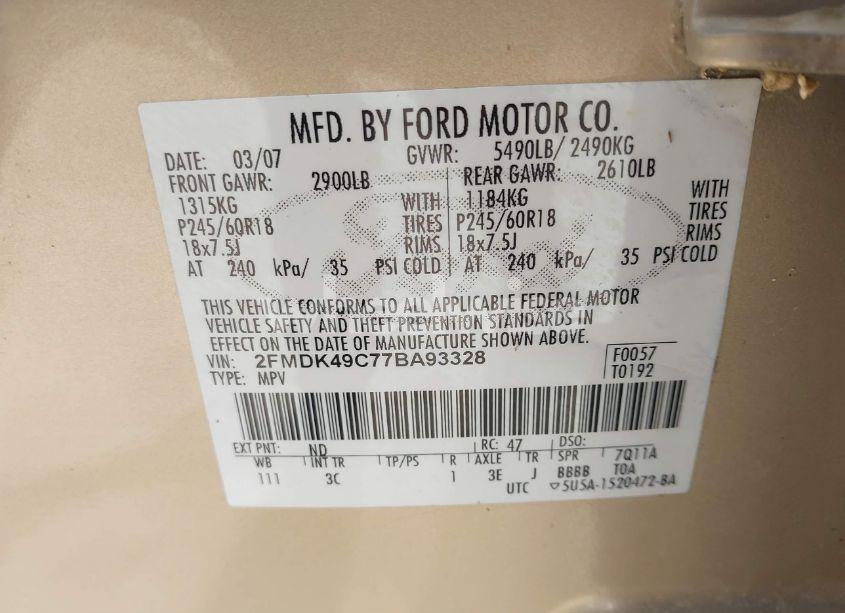 MFD. BY FORD MOTOR CO.
DATE: 03/07 GVWR: 5490LB/ 2490KG
FRONT GAWR: 2900LB REAR GAWR: 2610LB
1315KG WITH 1184KG WITH
P245/60R18 TIRES P245/60R18 TIRES
18x7.5J RIMS 18x7.5J RIMS
AT 240 kPa/ 35 PSI COLD AT 240 kPa/ 35 PSI COLD
THIS VEHICLE CONFORMS TO ALL APPLICABLE FEDERAL MOTOR
VEHICLE SAFETY AND THEFT PREVENTION STANDARDS IN
EFFECT ON THE DATE OF MANUFACTURE SHOWN ABOVE.
VIN: 2FMDK49C77BA93328 F0057
TYPE: MPV T0192
EXT PNT: ND RC: 47 DSO:
WB INT TR TP/PS R AXLE TR SPR 7Q11A
111 3C 1 3E J BBBB TOA
UTC ▽5U5A-1520472-BA